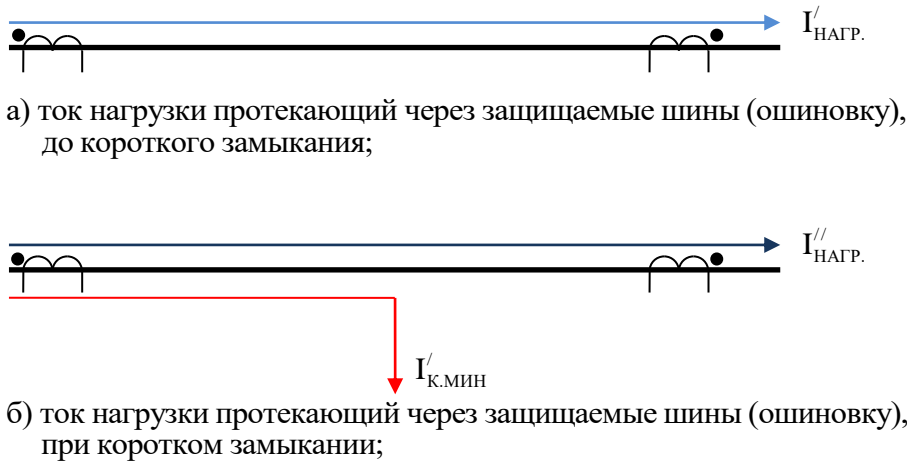 I′НАГР.
а) ток нагрузки протекающий через защищаемые шины (ошиновку),
до короткого замыкания;
I′′НАГР.
I′К.МИН
б) ток нагрузки протекающий через защищаемые шины (ошиновку),
при коротком замыкании;